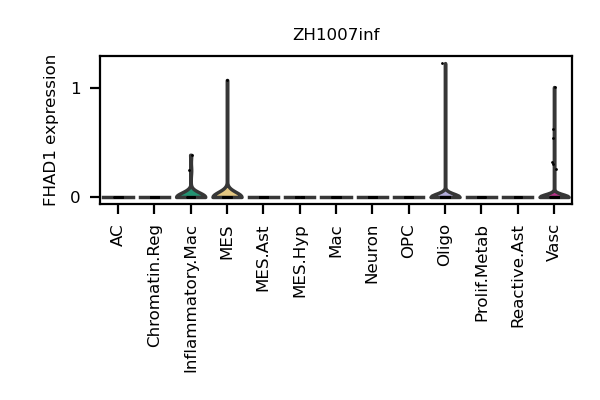 ZH1007inf
FHAD1 expression
1
0
AC
Chromatin.Reg
Inflammatory.Mac
MES
MES.Ast
MES.Hyp
Mac
Neuron
OPC
Oligo
Prolif.Metab
Reactive.Ast
Vasc